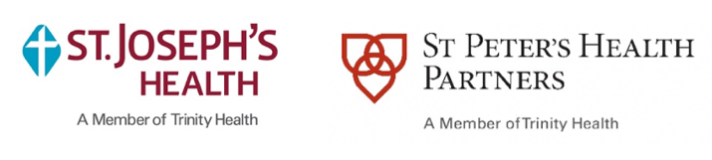 ST. JOSEPH'S
HEALTH
A Member of Trinity Health
ST PETER'S HEALTH
PARTNERS
A Member of Trinity Health